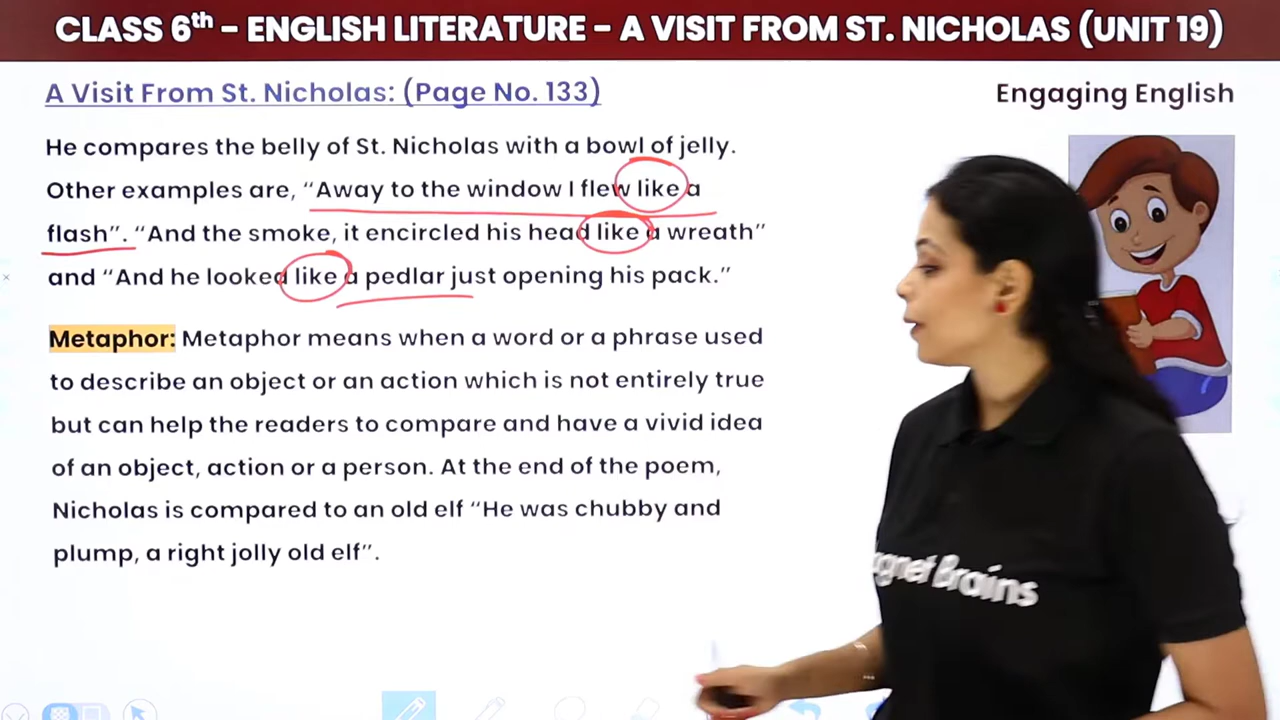 CLASS 6th – ENGLISH LITERATURE – A VISIT FROM ST. NICHOLAS (UNIT 19)
A Visit From St. Nicholas: (Page No. 133)
Engaging English
He compares the belly of St. Nicholas with a bowl of jelly.
Other examples are, “Away to the window I flew like a
flash”. “And the smoke, it encircled his head like a wreath”
and “And he looked like a pedlar just opening his pack.”
Metaphor: Metaphor means when a word or a phrase used
to describe an object or an action which is not entirely true
but can help the readers to compare and have a vivid idea
of an object, action or a person. At the end of the poem,
Nicholas is compared to an old elf “He was chubby and
plump, a right jolly old elf”.
agnet Brains